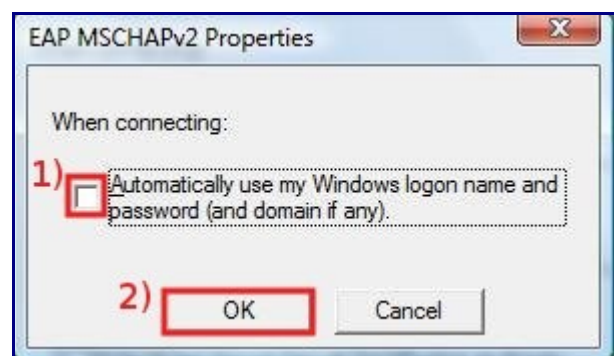 EAP MSCHAPv2 Properties
When connecting:
1)
Automatically use my Windows logon name and
password (and domain if any).
2)
OK
Cancel